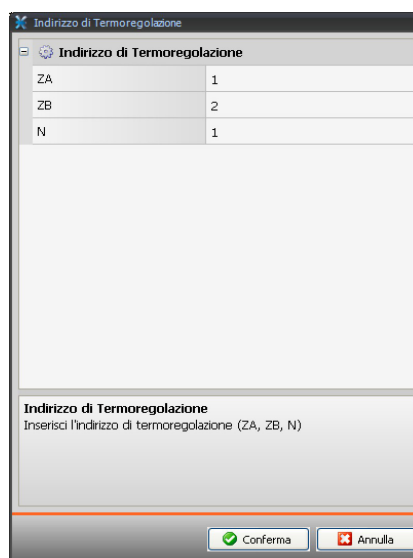 Indirizzo di Termoregolazione
Indirizzo di Termoregolazione
ZA 1
ZB 2
N 1
Indirizzo di Termoregolazione
Inserisci l'indirizzo di termoregolazione (ZA, ZB, N)
Conferma Annulla